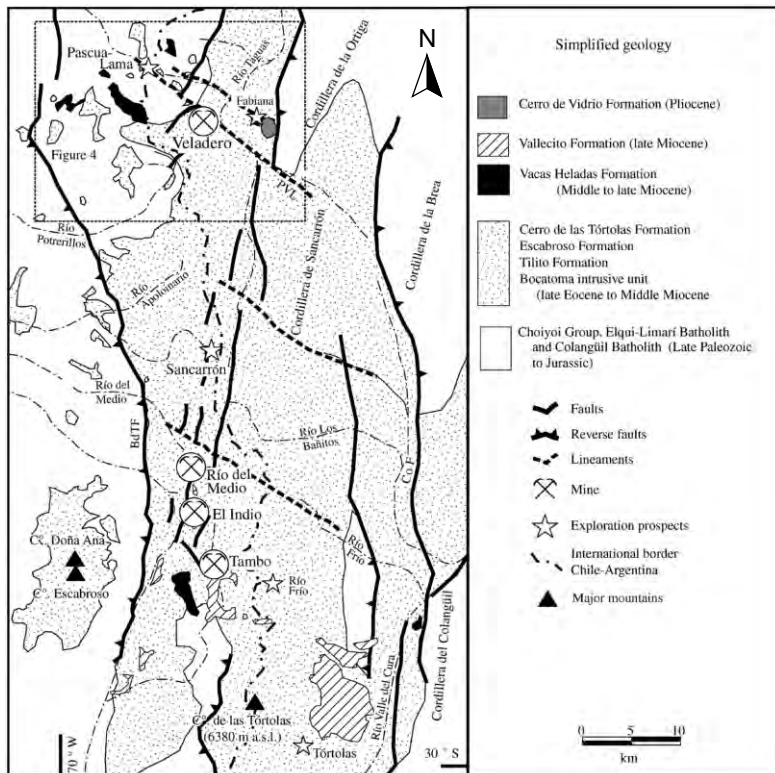 Pascua-
Lama
Río Taguas
Cordillera de la Ortiga
N
Fabiana
Veladero
Figure 4
PVL
Río
Potrerillos
Río
Apolonario
Cordillera de Sancarrón
Cordillera de la Brea
Sancarrón
Río del
Medio
BdTF
Río Los
Bañitos
Co F
Río del
Medio
El Indio
Río
Frío
Cº. Doña Ana
Cº. Escabroso
Tambo
Río
Frío
Cordillera del Colangüil
Río Valle del Cura
Cº. de las Tórtolas
(6380 m a.s.l.)
Tórtolas
70 º W
30 º S
Simplified geology
Cerro de Vidrio Formation (Pliocene)
Vallecito Formation (late Miocene)
Vacas Heladas Formation
(Middle to late Miocene)
Cerro de las Tórtolas Formation
Escabroso Formation
Tilito Formation
Bocatoma intrusive unit
(late Eocene to Middle Miocene
Choiyoi Group, Elqui-Limarí Batholith
and Colangüil Batholith (Late Paleozoic
to Jurassic)
Faults
Reverse faults
Lineaments
Mine
Exploration prospects
International border
Chile-Argentina
Major mountains
0 5 10
km